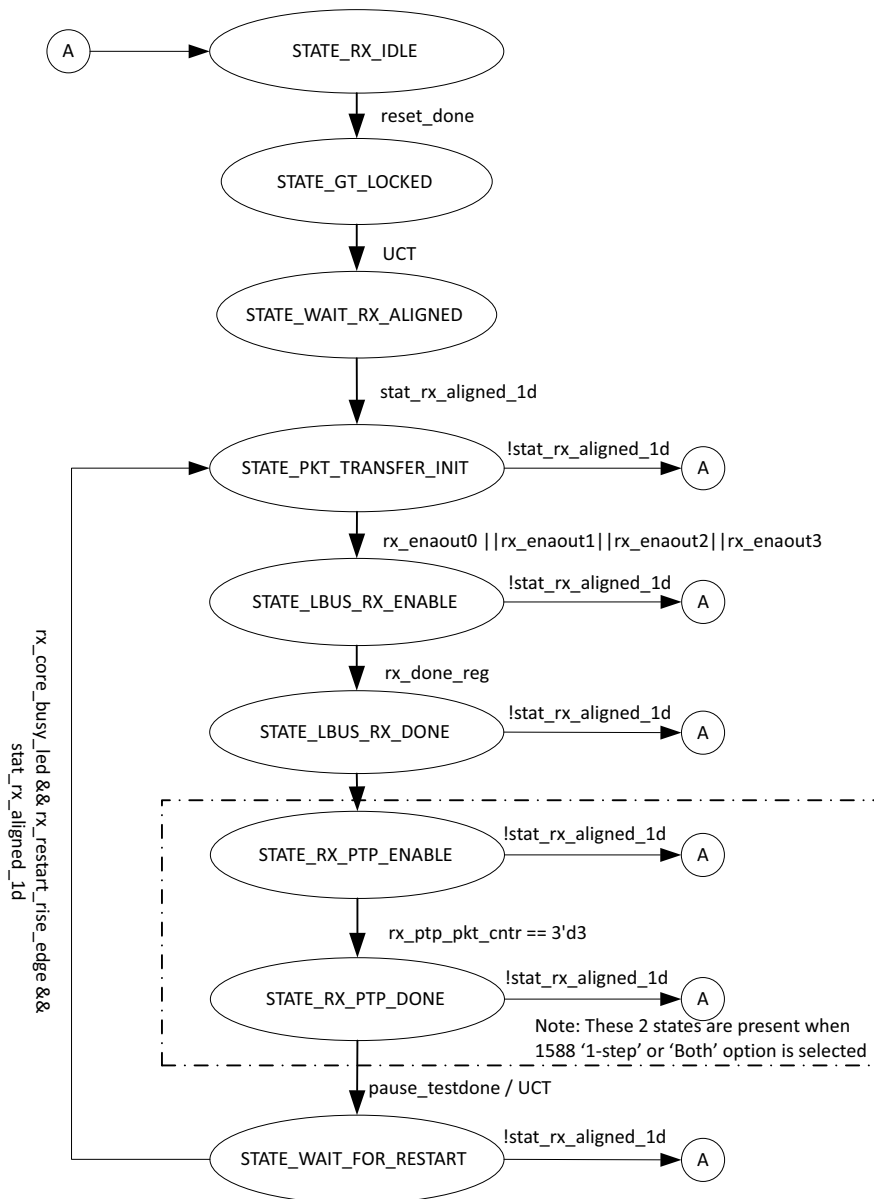 A
STATE_RX_IDLE
reset_done
STATE_GT_LOCKED
UCT
STATE_WAIT_RX_ALIGNED
stat_rx_aligned_1d
STATE_PKT_TRANSFER_INIT
!stat_rx_aligned_1d
A
rx_enaout0 ||rx_enaout1||rx_enaout2||rx_enaout3
STATE_LBUS_RX_ENABLE
!stat_rx_aligned_1d
A
rx_done_reg
STATE_LBUS_RX_DONE
!stat_rx_aligned_1d
A
rx_core_busy_led && rx_restart_rise_edge &&
stat_rx_aligned_1d
STATE_RX_PTP_ENABLE
!stat_rx_aligned_1d
A
rx_ptp_pkt_cntr == 3'd3
STATE_RX_PTP_DONE
!stat_rx_aligned_1d
A
Note: These 2 states are present when
1588 ‘1-step’ or ‘Both’ option is selected
pause_testdone / UCT
STATE_WAIT_FOR_RESTART
!stat_rx_aligned_1d
A